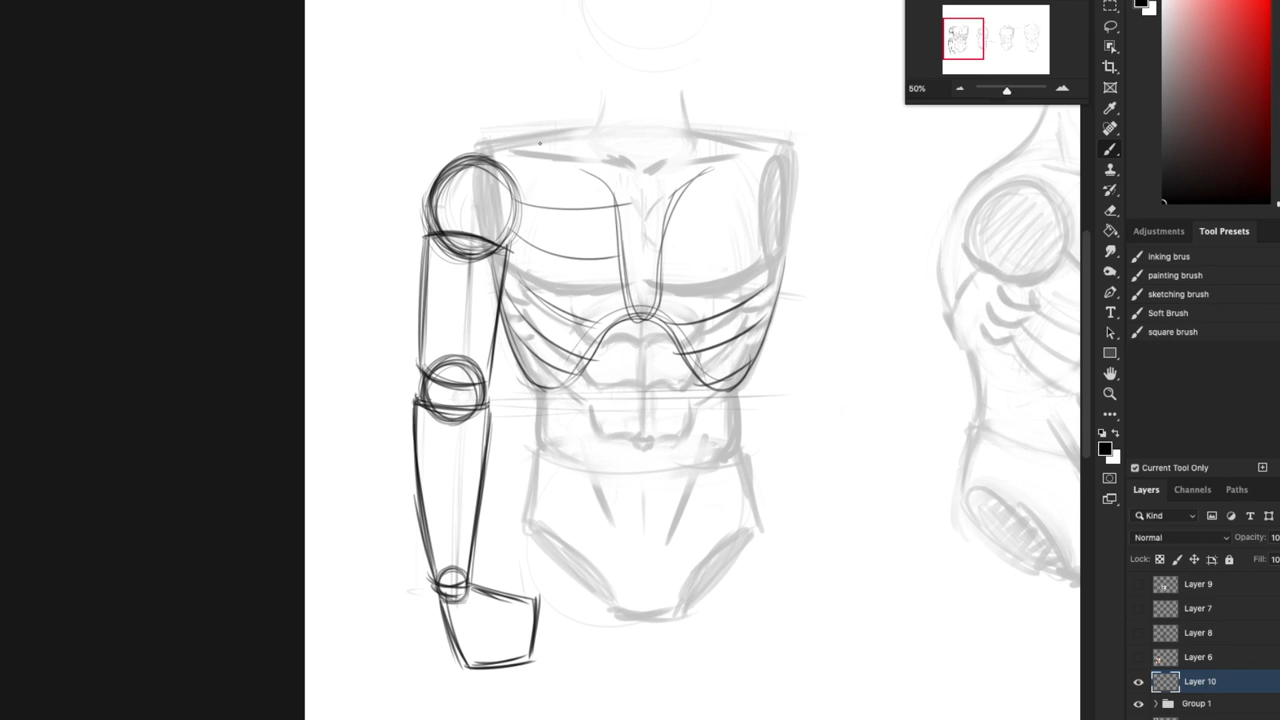 50%
Adjustments Tool Presets
inking brus
painting brush
sketching brush
Soft Brush
square brush
Current Tool Only
Layers Channels Paths
Kind
Normal Opacity: 10
Lock: Fill: 10
Layer 9
Layer 7
Layer 8
Layer 6
Layer 10
Group 1